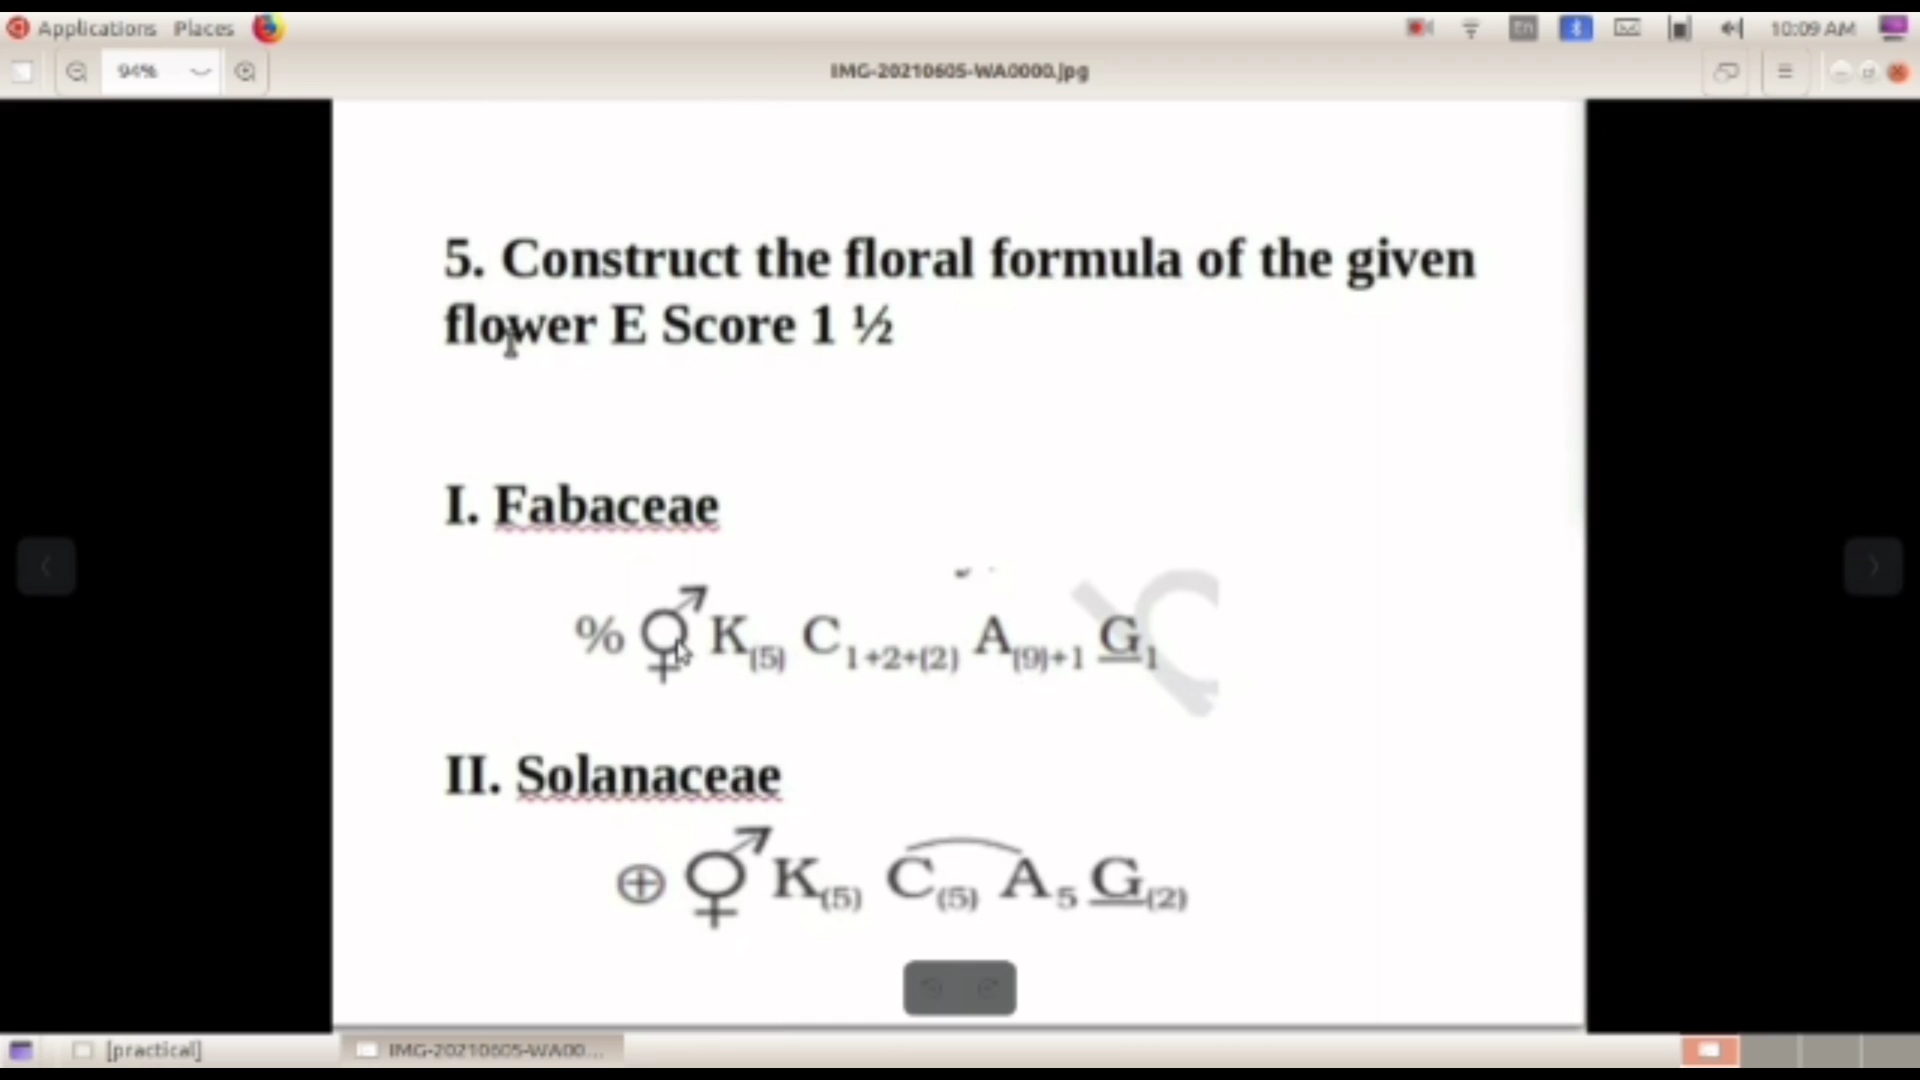 Applications Places En 10:09 AM
94% IMG-20210605-WA0000.jpg
5. Construct the floral formula of the given
flower E Score 1 ½
I. Fabaceae
% ⚥ K(5) C1+2+(2) A(9)+1 G1
II. Solanaceae
⊕ ⚥ K(5) C(5) A5 G(2)
[practical] IMG-20210605-WA00...